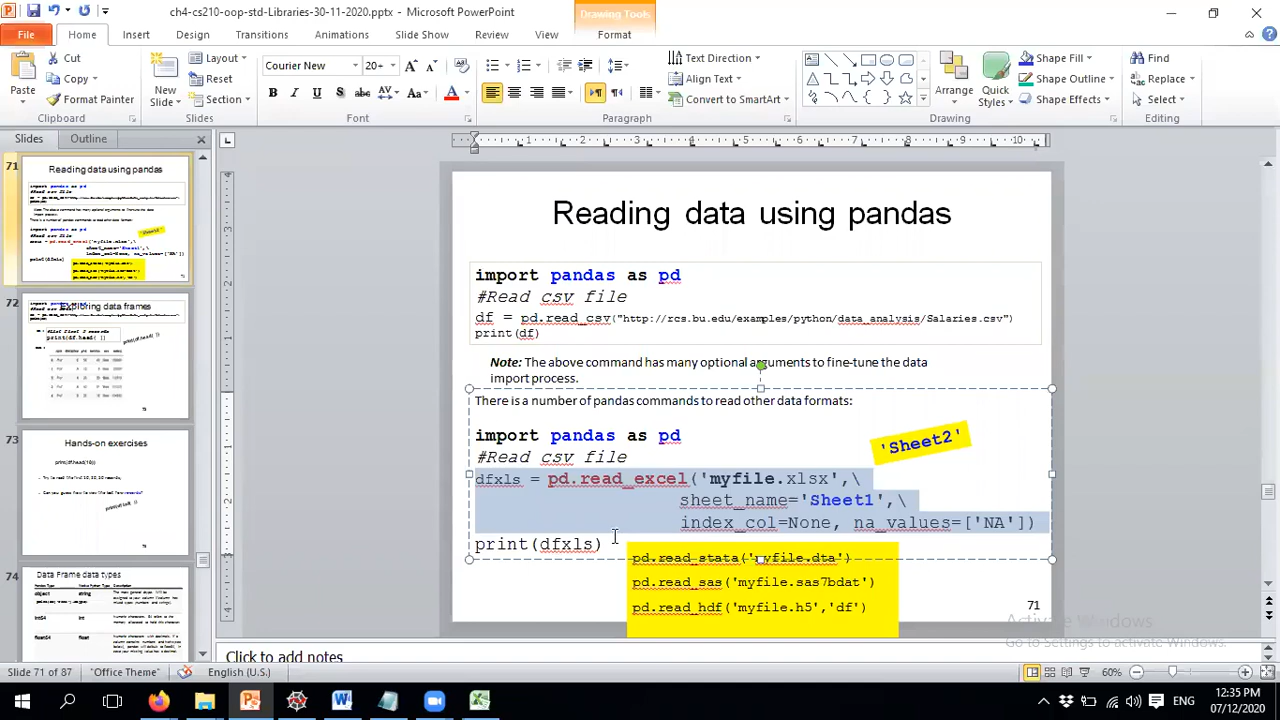 ch4-cs210-oop-std-Libraries-30-11-2020.pptx - Microsoft PowerPoint
Drawing Tools
File Home Insert Design Transitions Animations Slide Show Review View Format
Paste
Cut
Copy
Format Painter
Clipboard
New Slide
Layout
Reset
Section
Slides
Courier New 20+
Font
Text Direction
Align Text
Convert to SmartArt
Paragraph
Arrange
Quick Styles
Shape Fill
Shape Outline
Shape Effects
Drawing
Find
Replace
Select
Editing
Slides Outline
71
Reading data using pandas
72
Exploring data frames
73
Hands-on exercises
74
Data Frame data types
Reading data using pandas
import pandas as pd
#Read csv file
df = pd.read_csv("http://rcs.bu.edu/examples/python/data_analysis/Salaries.csv")
print(df)
Note: The above command has many optional arguments to fine-tune the data
import process.
There is a number of pandas commands to read other data formats:
'Sheet2'
import pandas as pd
#Read csv file
dfxls = pd.read_excel('myfile.xlsx',\
sheet_name='Sheet1',\
index_col=None, na_values=['NA'])
print(dfxls)
pd.read_stata('myfile.dta')
pd.read_sas('myfile.sas7bdat')
pd.read_hdf('myfile.h5','df')
71
Activate Windows
Go to Settings to activate Windows.
Click to add notes
Slide 71 of 87 "Office Theme" English (U.S.) 60%
ENG
12:35 PM
07/12/2020